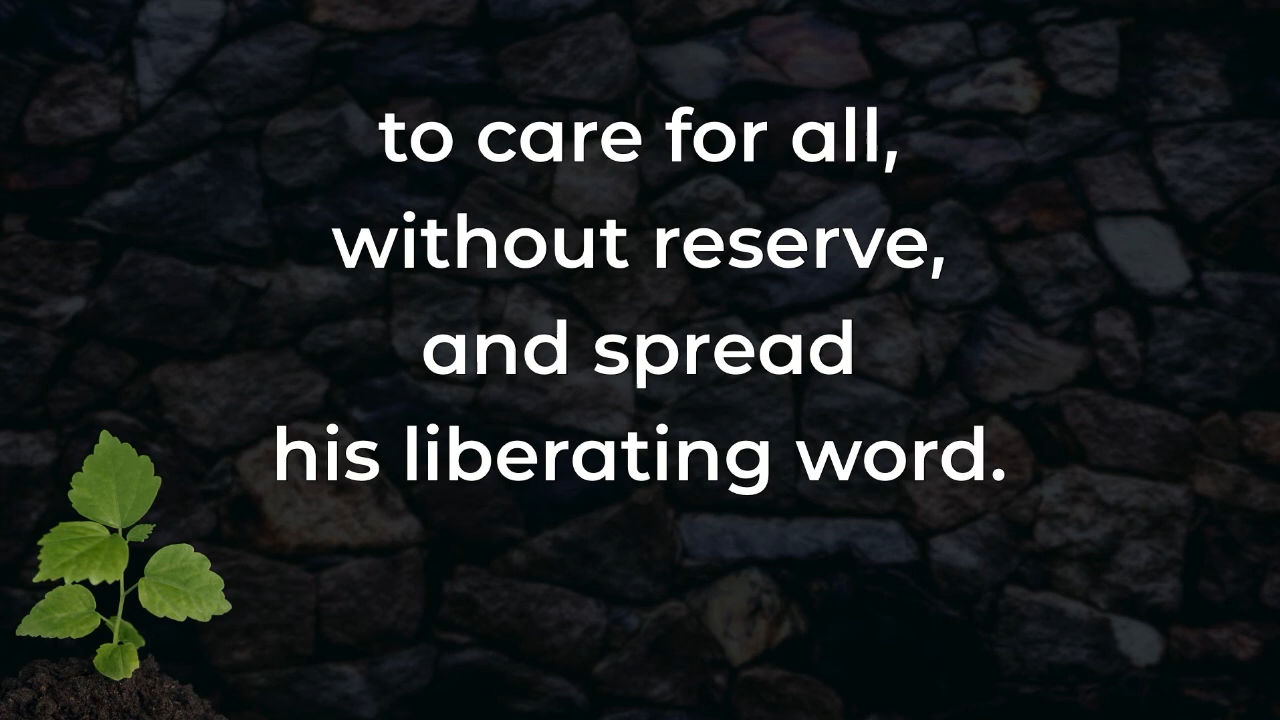 to care for all,
without reserve,
and spread
his liberating word.